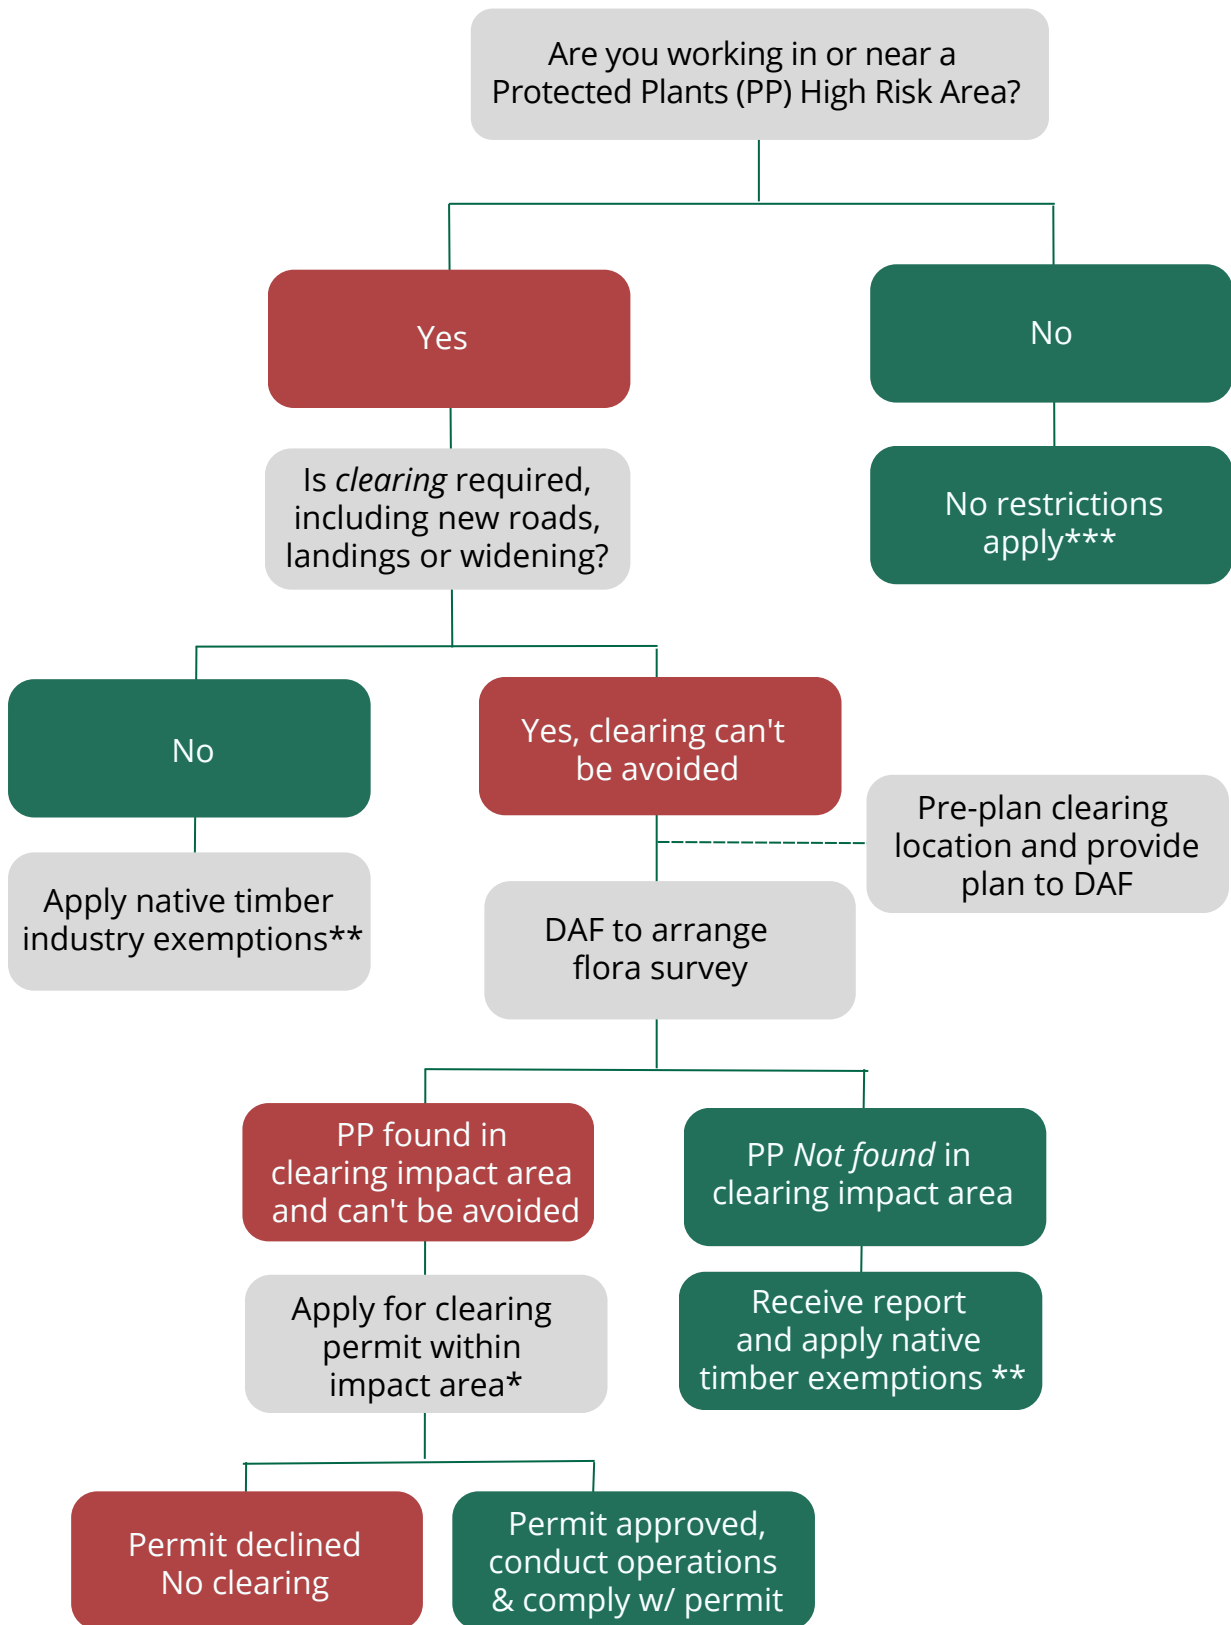 Are you working in or near a
Protected Plants (PP) High Risk Area?
Yes
No
Is clearing required,
including new roads,
landings or widening?
No restrictions
apply***
No
Yes, clearing can't
be avoided
Pre-plan clearing
location and provide
plan to DAF
Apply native timber
industry exemptions**
DAF to arrange
flora survey
PP found in
clearing impact area
and can't be avoided
PP Not found in
clearing impact area
Apply for clearing
permit within
impact area*
Receive report
and apply native
timber exemptions **
Permit declined
No clearing
Permit approved,
conduct operations
& comply w/ permit